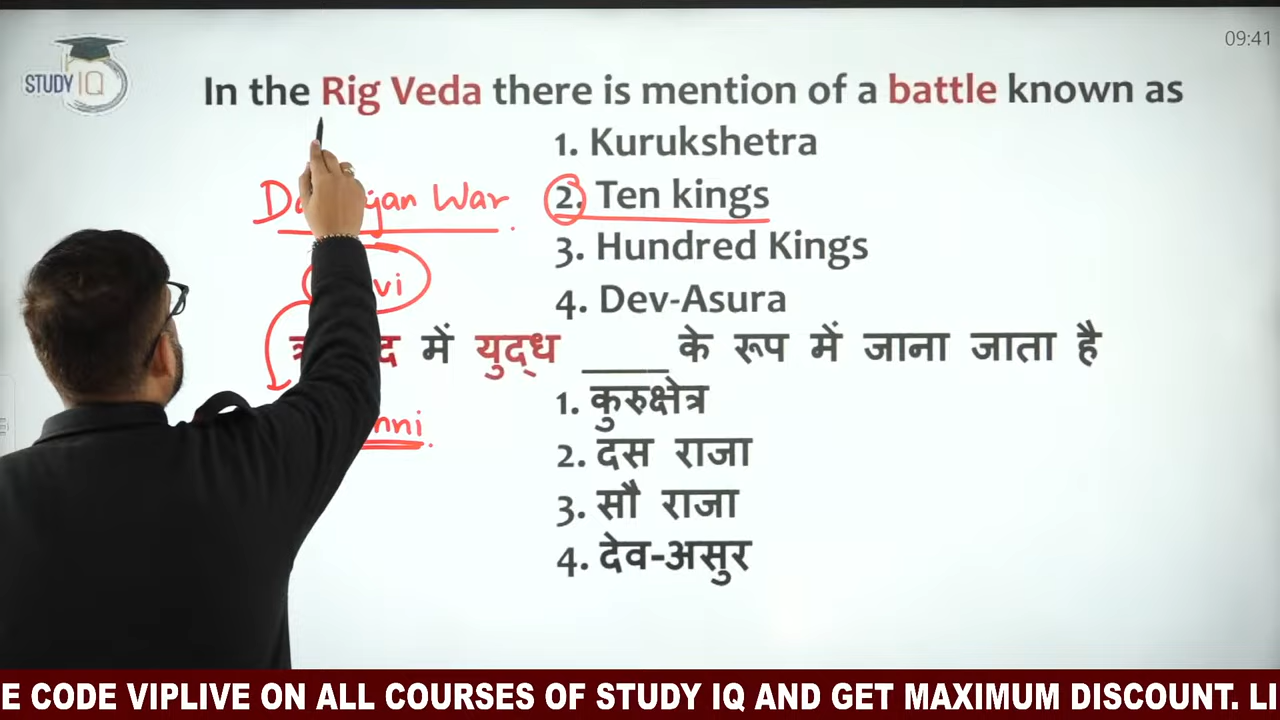 09:41
STUDY IQ
In the Rig Veda there is mention of a battle known as
1. Kurukshetra
War 2. Ten kings
3. Hundred Kings
4. Dev-Asura
में युद्ध ____ के रूप में जाना जाता है
1. कुरुक्षेत्र
2. दस राजा
3. सौ राजा
4. देव-असुर
E CODE VIPLIVE ON ALL COURSES OF STUDY IQ AND GET MAXIMUM DISCOUNT. LI